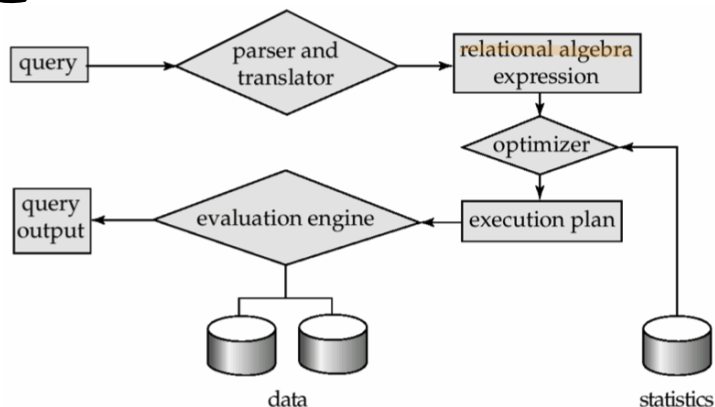 query
parser and
translator
relational algebra
expression
optimizer
query
output
evaluation engine
execution plan
data
statistics